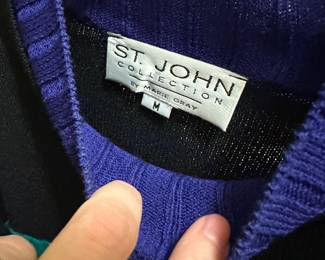 ST. JOHN
COLLECTION
BY MARIE GRAY
M